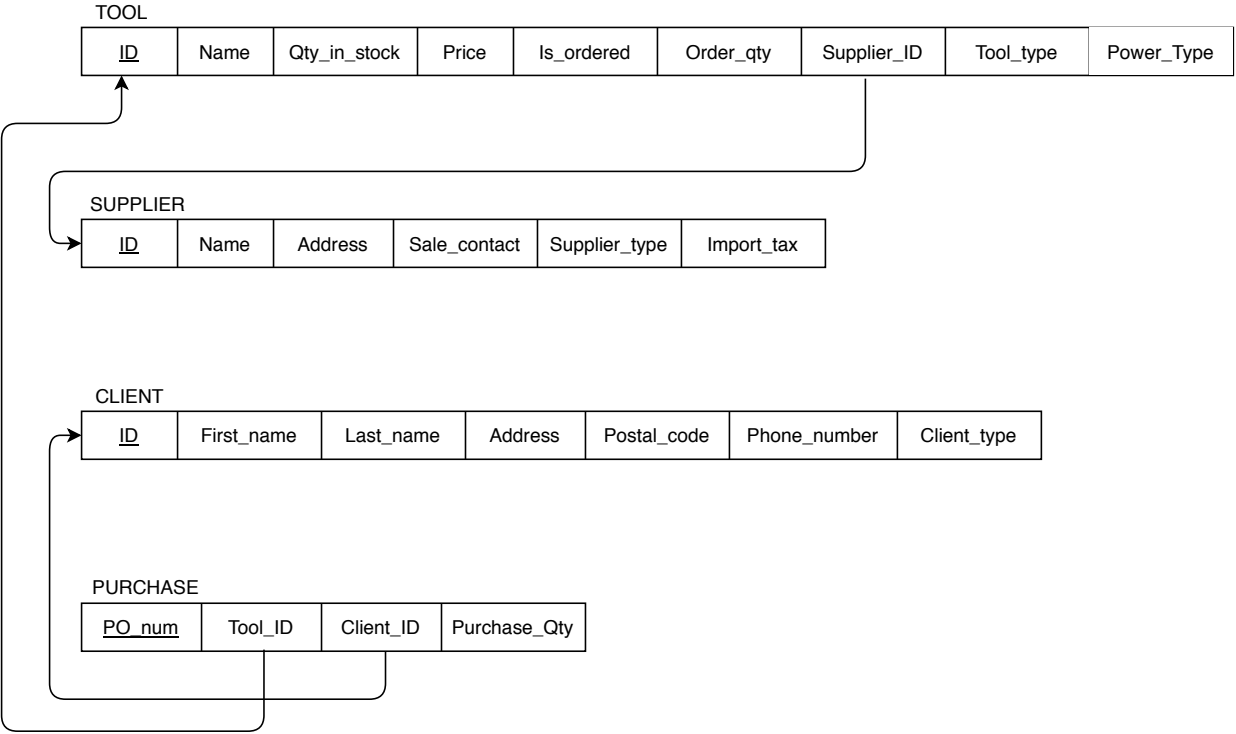 TOOL
ID Name Qty_in_stock Price Is_ordered Order_qty Supplier_ID Tool_type Power_Type
SUPPLIER
ID Name Address Sale_contact Supplier_type Import_tax
CLIENT
ID First_name Last_name Address Postal_code Phone_number Client_type
PURCHASE
PO_num Tool_ID Client_ID Purchase_Qty